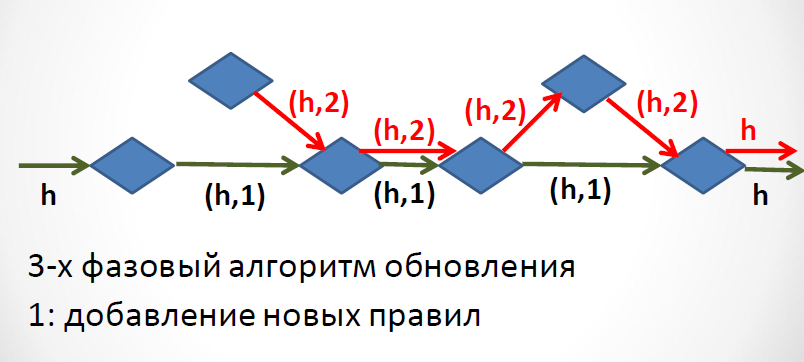 (h,2)
(h,2)
(h,2)
(h,2)
h
h
(h,1)
(h,1)
(h,1)
h
3-х фазовый алгоритм обновления
1: добавление новых правил